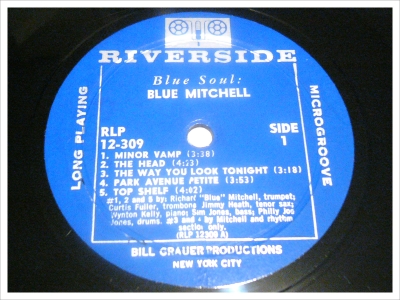 RIVERSIDE
Blue Soul:
BLUE MITCHELL
LONG PLAYING
MICROGROOVE
RLP
12-309
SIDE
1
1. MINOR VAMP (3:38)
2. THE HEAD (4:33)
3. THE WAY YOU LOOK TONIGHT (3:18)
4. PARK AVENUE PETITE (3:53)
5. TOP SHELF (4:02)
#1, 2 and 5 by: Richard "Blue" Mitchell, trumpet;
Curtis Fuller, trombone Jimmy Heath, tenor sax;
Wynton Kelly, piano; Sam Jones, bass; Philly Joe
Jones, drums. #3 and 4 by Mitchell and rhythm
section only.
(RLP 12309 A)
BILL GRAUER PRODUCTIONS
NEW YORK CITY